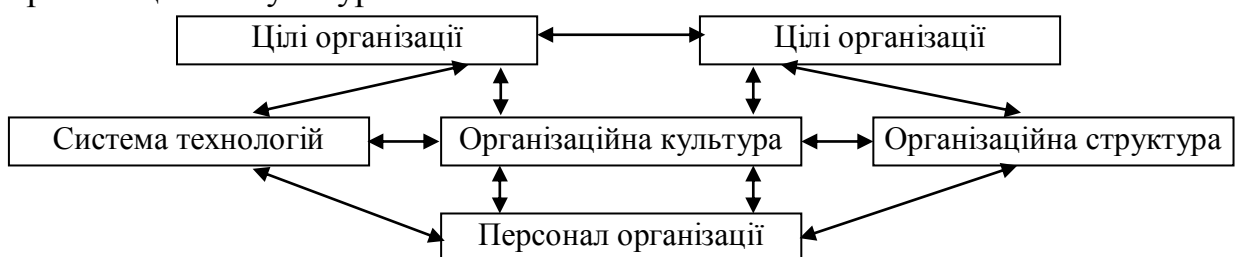 Цілі організації Цілі організації
Система технологій Організаційна культура Організаційна структура
Персонал організації